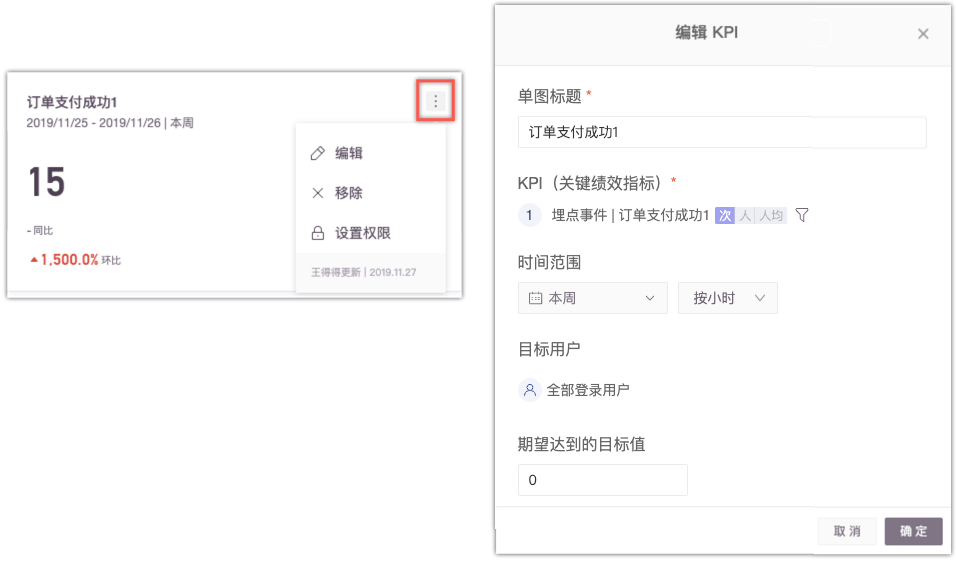 订单支付成功1
2019/11/25 - 2019/11/26 | 本周
15
- 同比
1,500.0% 环比
编辑
移除
设置权限
王得得更新 | 2019.11.27
编辑 KPI
单图标题 *
订单支付成功1
KPI（关键绩效指标）*
1 埋点事件 | 订单支付成功1 次 人 人均
时间范围
本周 按小时
目标用户
全部登录用户
期望达到的目标值
0
取消 确定